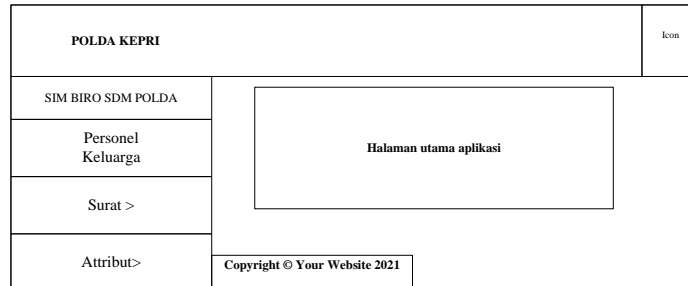 POLDA KEPRI
Icon
SIM BIRO SDM POLDA
Personel
Keluarga
Halaman utama aplikasi
Surat >
Attribut>
Copyright © Your Website 2021